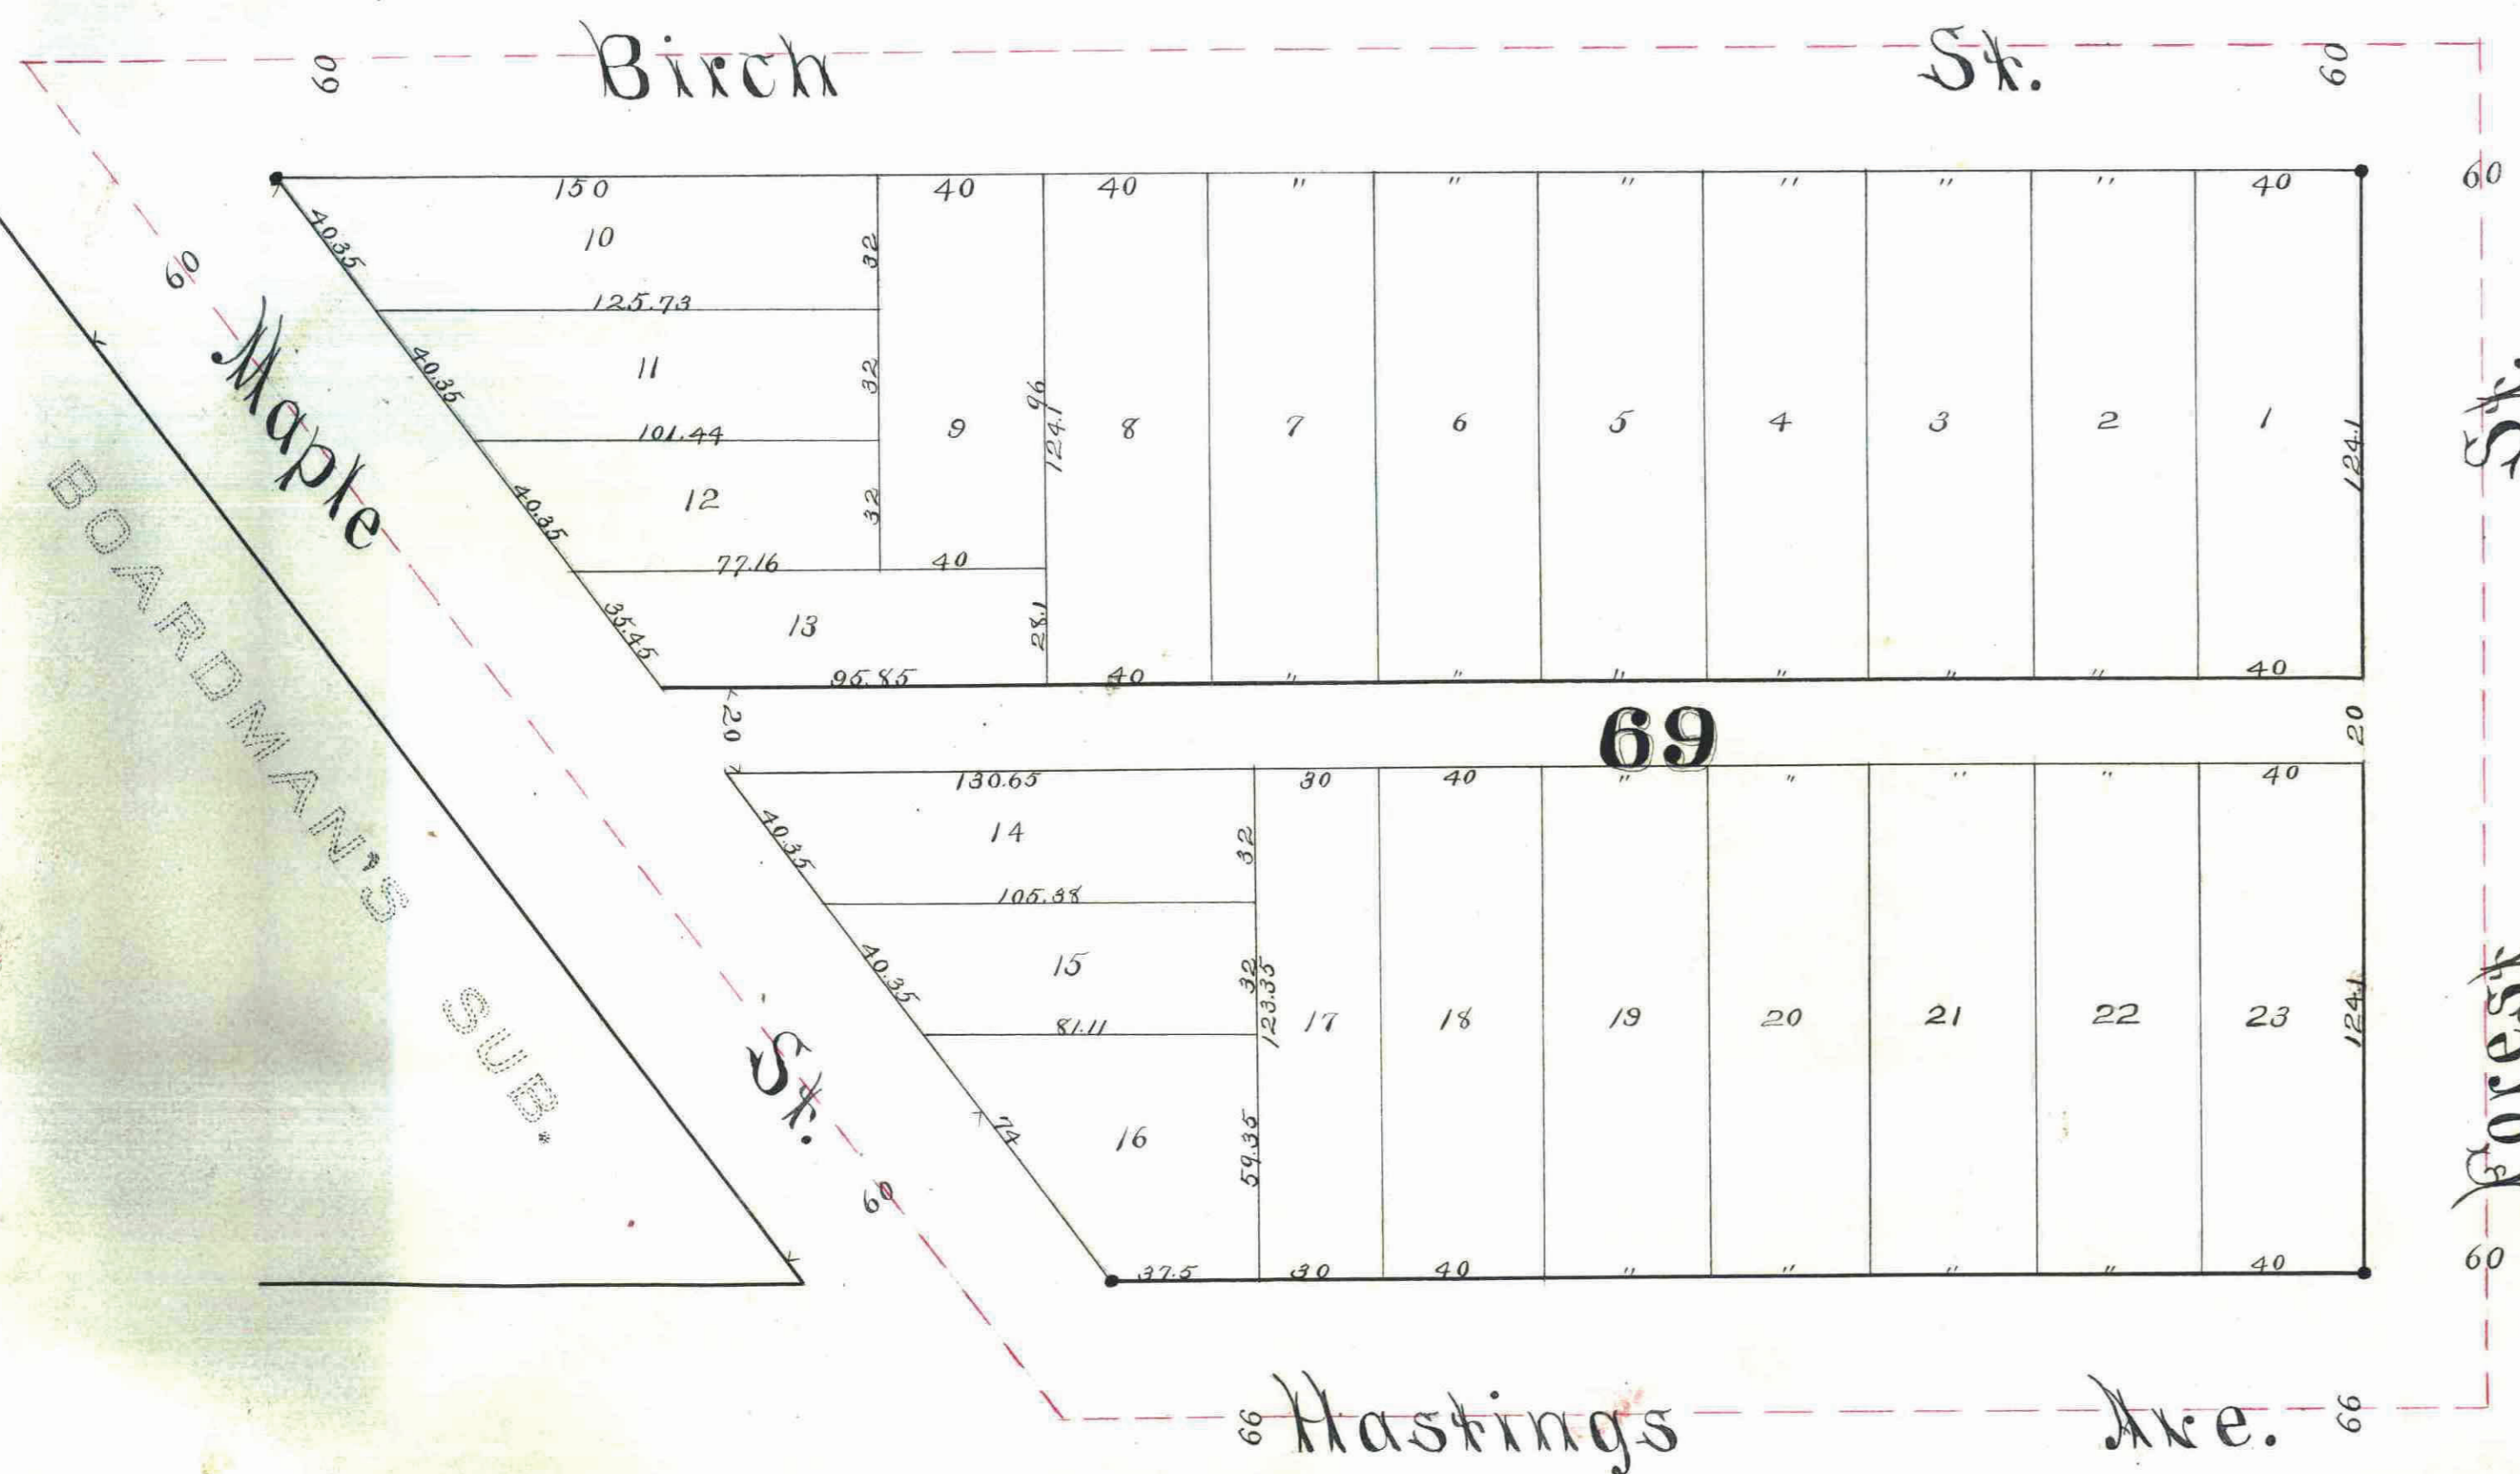 Birch St.
60 60
150 40 40 " " " " " " 40 60
10
40.35 32
125.73
60
11
40.35 32
Maple
101.44
96
124.1
9 8 7 6 5 4 3 2 1
124.1
St.
12
40.35 32
77.16 40
13
35.45 28.1
95.85 40 " " " " " " 40
20 69 20
130.65 30 40 " " " " 40
14
40.35 32
105.38
BOARDMAN'S
15
40.35 32
123.35
81.11
17 18 19 20 21 22 23
124.1
Forest
SUB.
St.
74
16
59.35
60
37.5 30 40 " " " " 40
60
66 Hastings Ave. 66